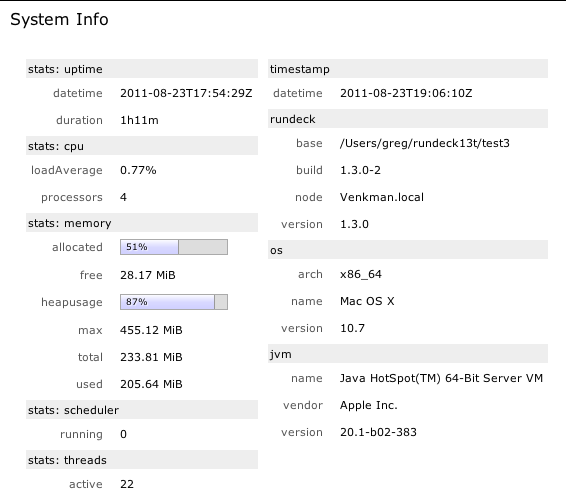 System Info
stats: uptime
datetime 2011-08-23T17:54:29Z
duration 1h11m
stats: cpu
loadAverage 0.77%
processors 4
stats: memory
allocated 51%
free 28.17 MiB
heapusage 87%
max 455.12 MiB
total 233.81 MiB
used 205.64 MiB
stats: scheduler
running 0
stats: threads
active 22
timestamp
datetime 2011-08-23T19:06:10Z
rundeck
base /Users/greg/rundeck13t/test3
build 1.3.0-2
node Venkman.local
version 1.3.0
os
arch x86_64
name Mac OS X
version 10.7
jvm
name Java HotSpot(TM) 64-Bit Server VM
vendor Apple Inc.
version 20.1-b02-383